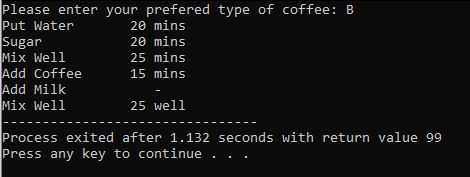 Please enter your prefered type of coffee: B
Put Water       20 mins
Sugar           20 mins
Mix Well        25 mins
Add Coffee      15 mins
Add Milk           -
Mix Well        25 well
--------------------------------
Process exited after 1.132 seconds with return value 99
Press any key to continue . . .